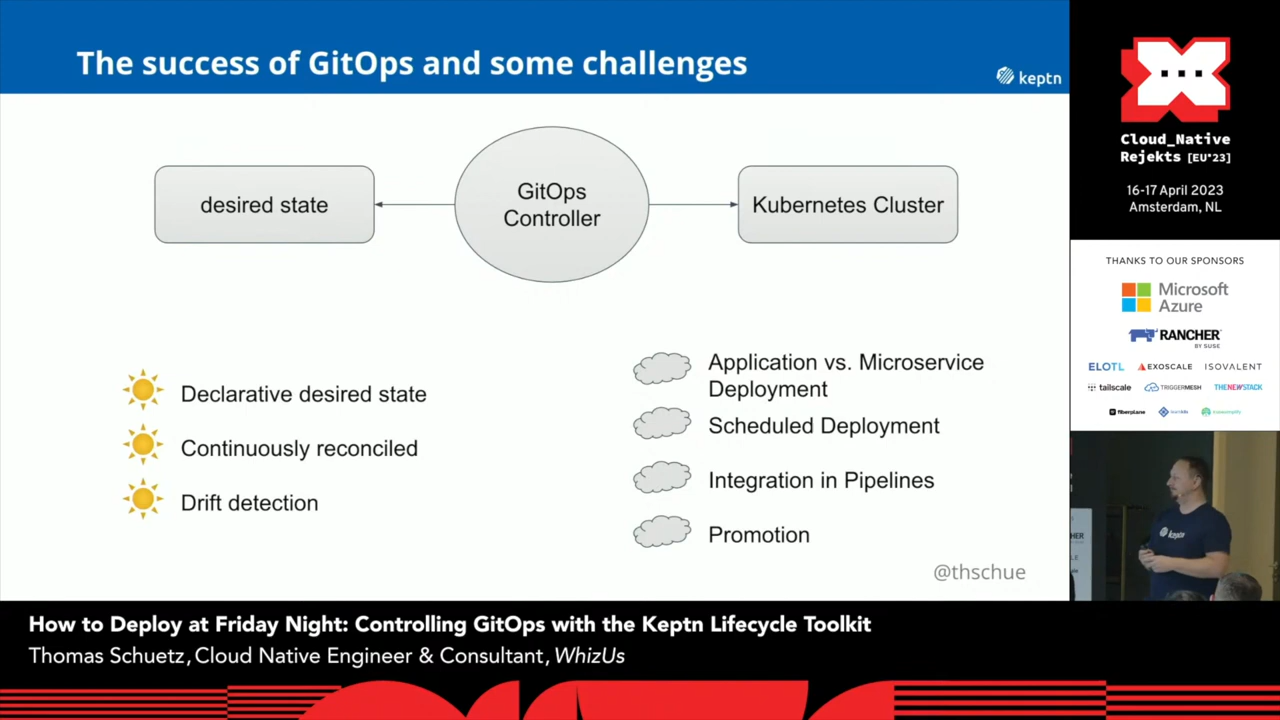 The success of GitOps and some challenges
keptn
desired state
GitOps
Controller
Kubernetes Cluster
Declarative desired state
Continuously reconciled
Drift detection
Application vs. Microservice
Deployment
Scheduled Deployment
Integration in Pipelines
Promotion
@thschue
Cloud_Native
Rejekts [EU*23]
16-17 April 2023
Amsterdam, NL
THANKS TO OUR SPONSORS
Microsoft
Azure
RANCHER
BY SUSE
ELOTL
EXOSCALE
ISOVALENT
tailscale
TRIGGERMESH
THENEWSTACK
fiberplane
keptn
How to Deploy at Friday Night: Controlling GitOps with the Keptn Lifecycle Toolkit
Thomas Schuetz, Cloud Native Engineer & Consultant, WhizUs